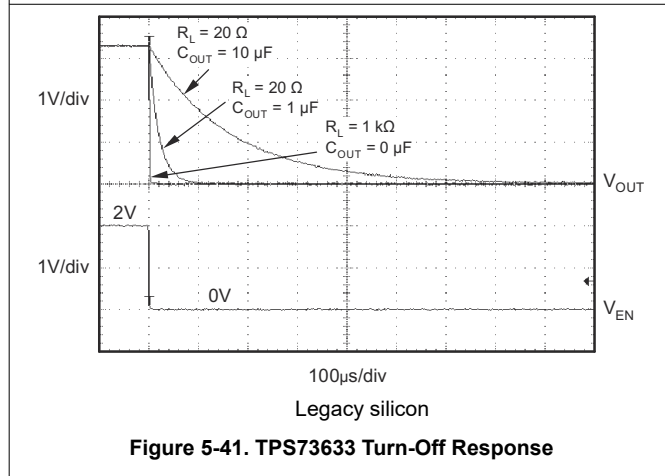 R_L = 20 Ω
C_OUT = 10 µF
R_L = 20 Ω
C_OUT = 1 µF
1V/div
R_L = 1 kΩ
C_OUT = 0 µF
V_OUT
2V
1V/div
0V
V_EN
100µs/div
Legacy silicon
Figure 5-41. TPS73633 Turn-Off Response